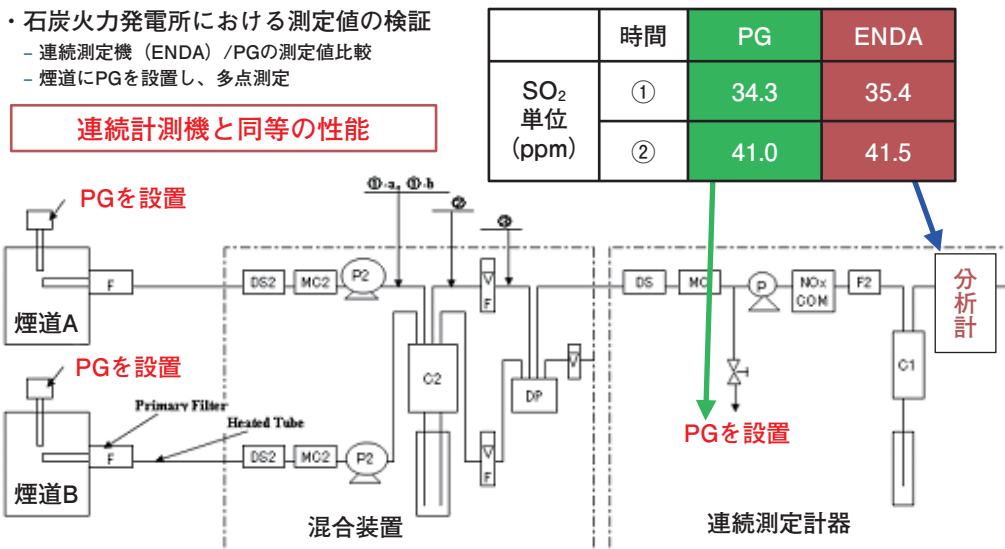 ・石炭火力発電所における測定値の検証
– 連続測定機（ENDA）/PGの測定値比較
– 煙道にPGを設置し、多点測定
連続計測機と同等の性能
時間 PG ENDA
SO₂
単位
(ppm)
① 34.3 35.4
② 41.0 41.5
PGを設置
①-a, ①-b
②
③
F
DS2
MC2
P2
V
F
煙道A
DS
MC
P
NOx
COM
F2
分析計
C2
DP
V
C1
PGを設置
Primary Filter
Heated Tube
F
DS2
MC2
P2
V
F
煙道B
PGを設置
混合装置
連続測定計器